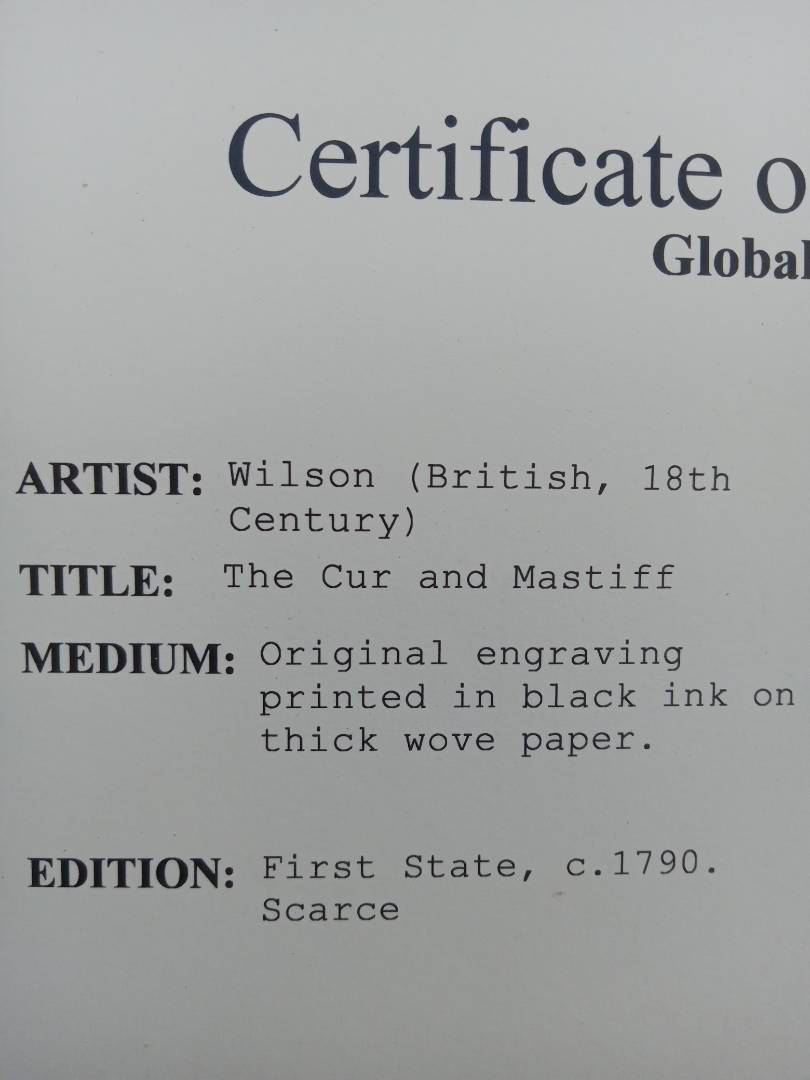 Certificate o
Global
ARTIST: Wilson (British, 18th
Century)
TITLE: The Cur and Mastiff
MEDIUM: Original engraving
printed in black ink on
thick wove paper.
EDITION: First State, c.1790.
Scarce